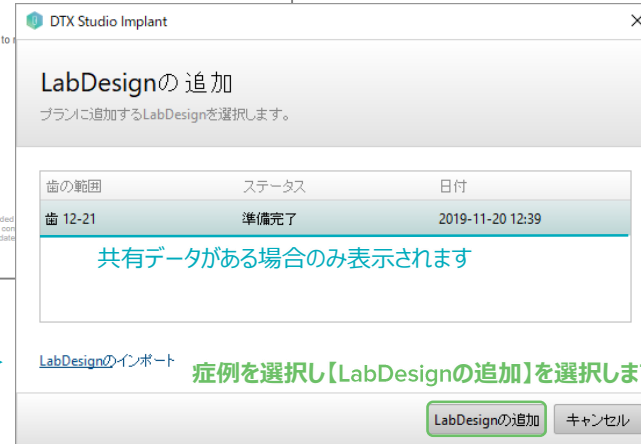 DTX Studio Implant
to
LabDesignの 追加
プランに追加するLabDesignを選択します。
歯の範囲 ステータス 日付
歯 12-21 準備完了 2019-11-20 12:39
ded
con
date
共有データがある場合のみ表示されます
LabDesignのインポート
症例を選択し【LabDesignの追加】を選択しま
LabDesignの追加 キャンセル